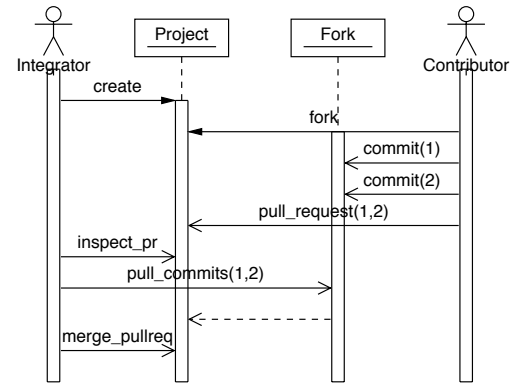 Project
Fork
Integrator
Contributor
create
fork
commit(1)
commit(2)
pull_request(1,2)
inspect_pr
pull_commits(1,2)
merge_pullreq